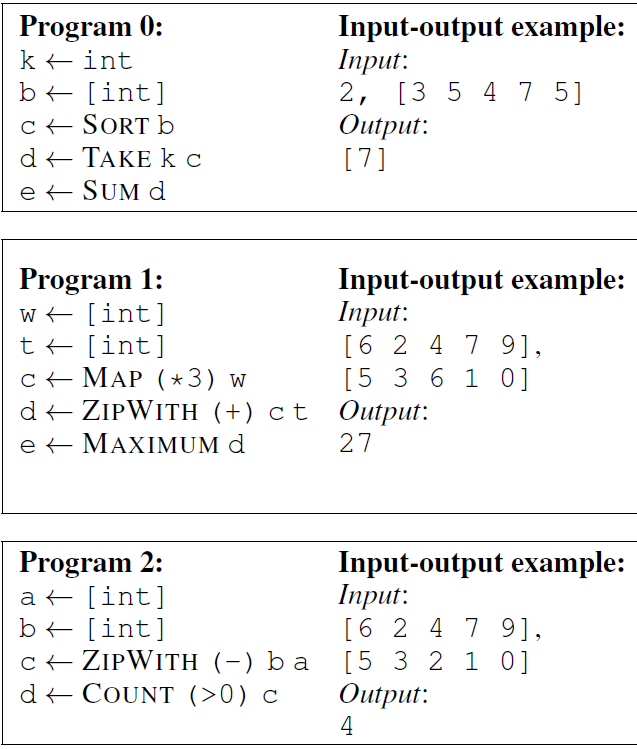 Program 0:
k ← int
b ← [int]
c ← SORT b
d ← TAKE k c
e ← SUM d
Input-output example:
Input:
2, [3 5 4 7 5]
Output:
[7]
Program 1:
w ← [int]
t ← [int]
c ← MAP (*3) w
d ← ZIPWITH (+) c t
e ← MAXIMUM d
Input-output example:
Input:
[6 2 4 7 9],
[5 3 6 1 0]
Output:
27
Program 2:
a ← [int]
b ← [int]
c ← ZIPWITH (-) b a
d ← COUNT (>0) c
Input-output example:
Input:
[6 2 4 7 9],
[5 3 2 1 0]
Output:
4